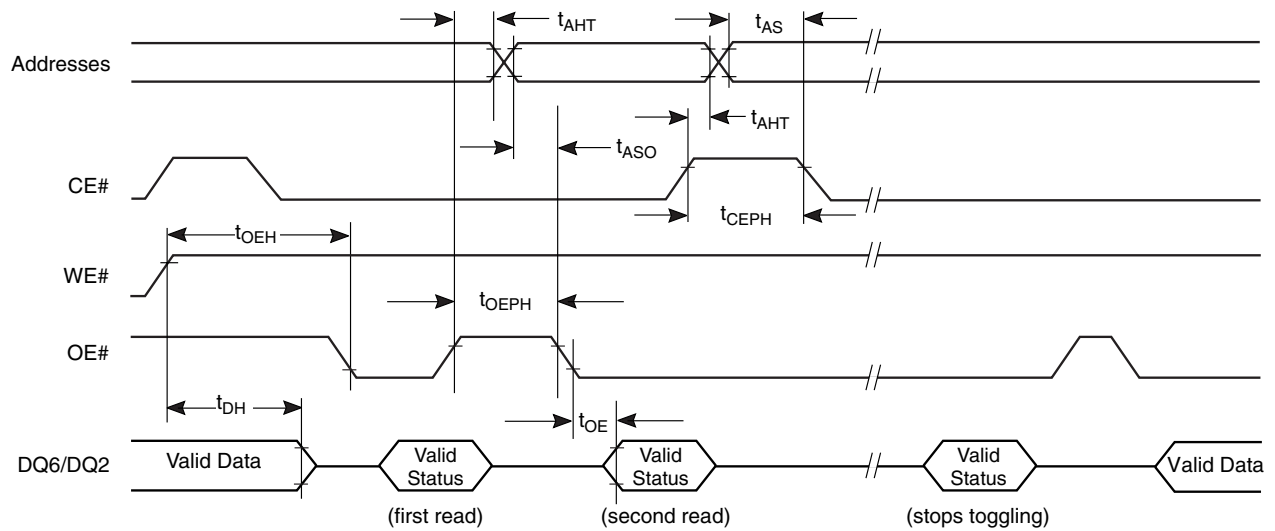 tAHT
tAS
Addresses
tAHT
tASO
CE#
tCEPH
tOEH
WE#
tOEPH
OE#
tDH
tOE
DQ6/DQ2
Valid Data
Valid
Status
Valid
Status
Valid
Status
Valid Data
(first read)
(second read)
(stops toggling)